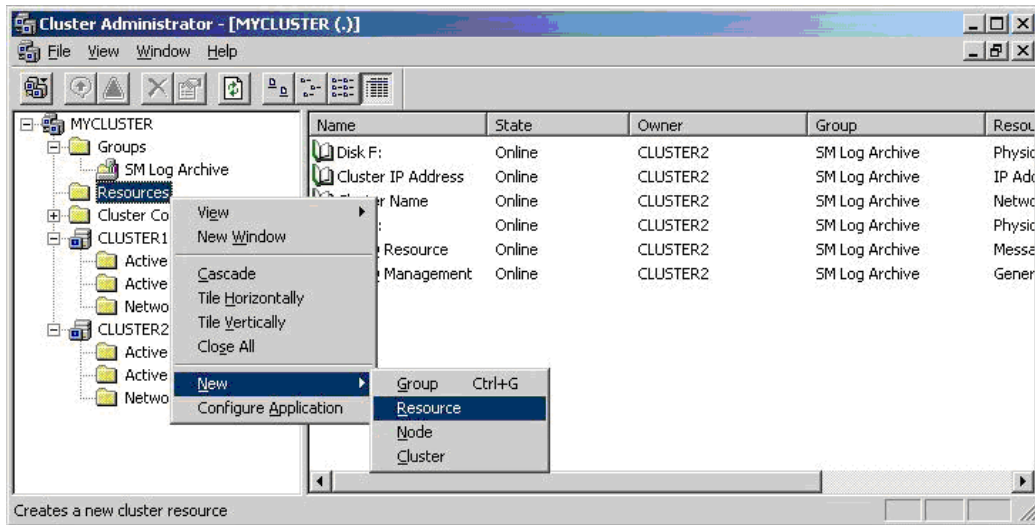 Cluster Administrator - [MYCLUSTER (.)]
File View Window Help
MYCLUSTER
Groups
SM Log Archive
Resources
Cluster Co
CLUSTER1
Active
Active
Netwo
CLUSTER2
Active
Active
Netwo
Name State Owner Group Resou
Disk F: Online CLUSTER2 SM Log Archive Physic
Cluster IP Address Online CLUSTER2 SM Log Archive IP Add
er Name Online CLUSTER2 SM Log Archive Netwo
: Online CLUSTER2 SM Log Archive Physic
Resource Online CLUSTER2 SM Log Archive Messa
Management Online CLUSTER2 SM Log Archive Gener
View
New Window
Cascade
Tile Horizontally
Tile Vertically
Close All
New
Configure Application
Group Ctrl+G
Resource
Node
Cluster
Creates a new cluster resource